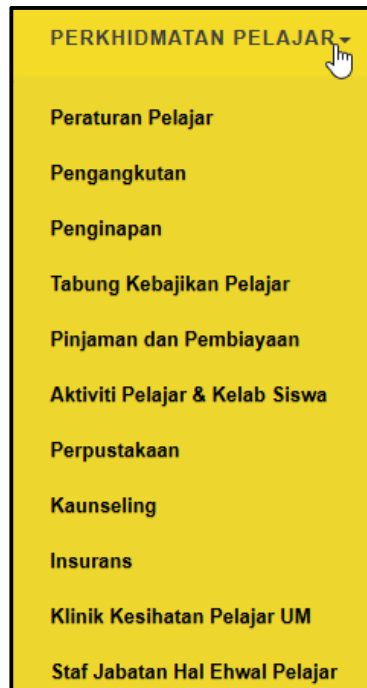 PERKHIDMATAN PELAJAR
Peraturan Pelajar
Pengangkutan
Penginapan
Tabung Kebajikan Pelajar
Pinjaman dan Pembiayaan
Aktiviti Pelajar & Kelab Siswa
Perpustakaan
Kaunseling
Insurans
Klinik Kesihatan Pelajar UM
Staf Jabatan Hal Ehwal Pelajar